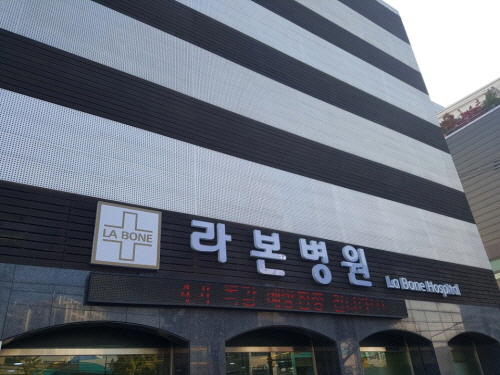 LA BONE
라본병원
La Bone Hospital